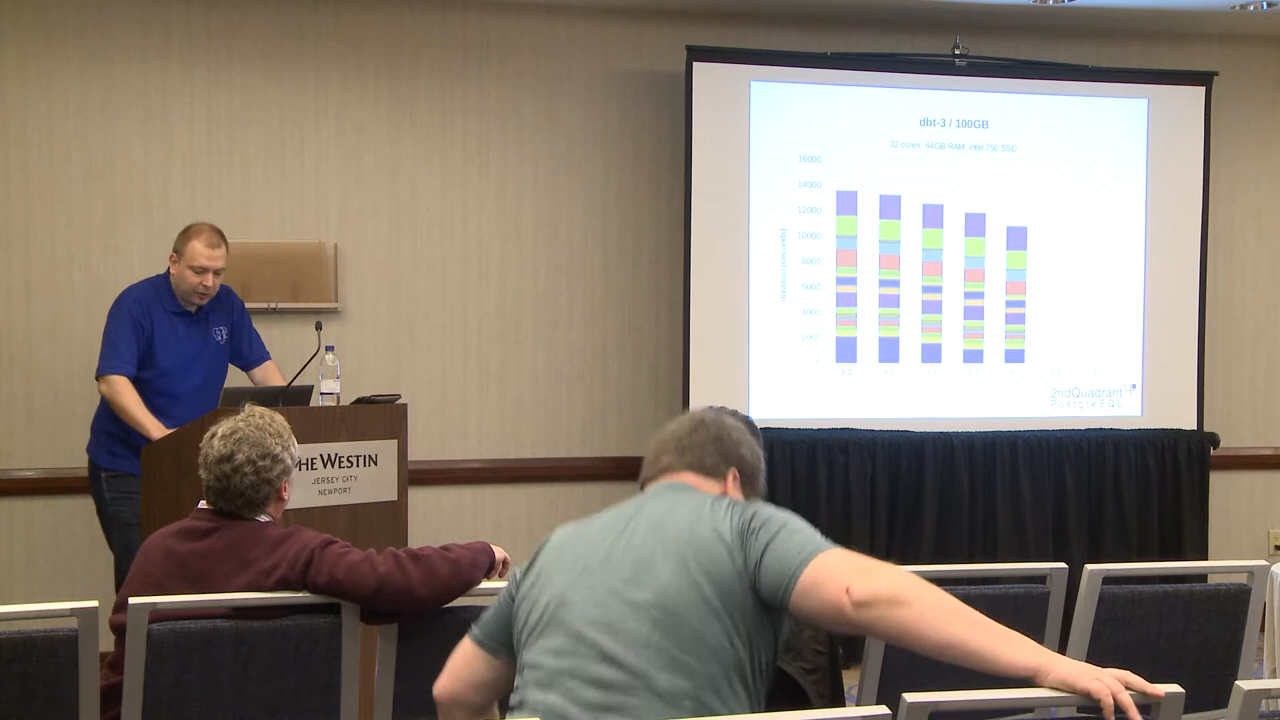 dbt-3 / 100GB
32 cores, 64GB RAM, Intel 750 SSD
16000
14000
12000
10000
8000
6000
4000
2000
0
duration [seconds]
2ndQuadrant
PostgreSQL
THE WESTIN
JERSEY CITY
NEWPORT